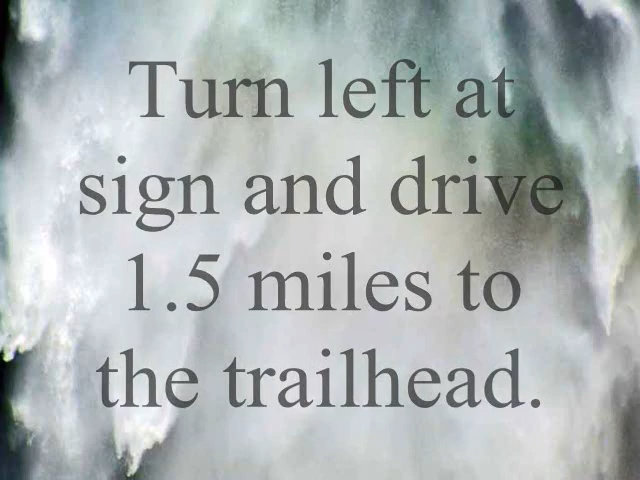 Turn left at
sign and drive
1.5 miles to
the trailhead.